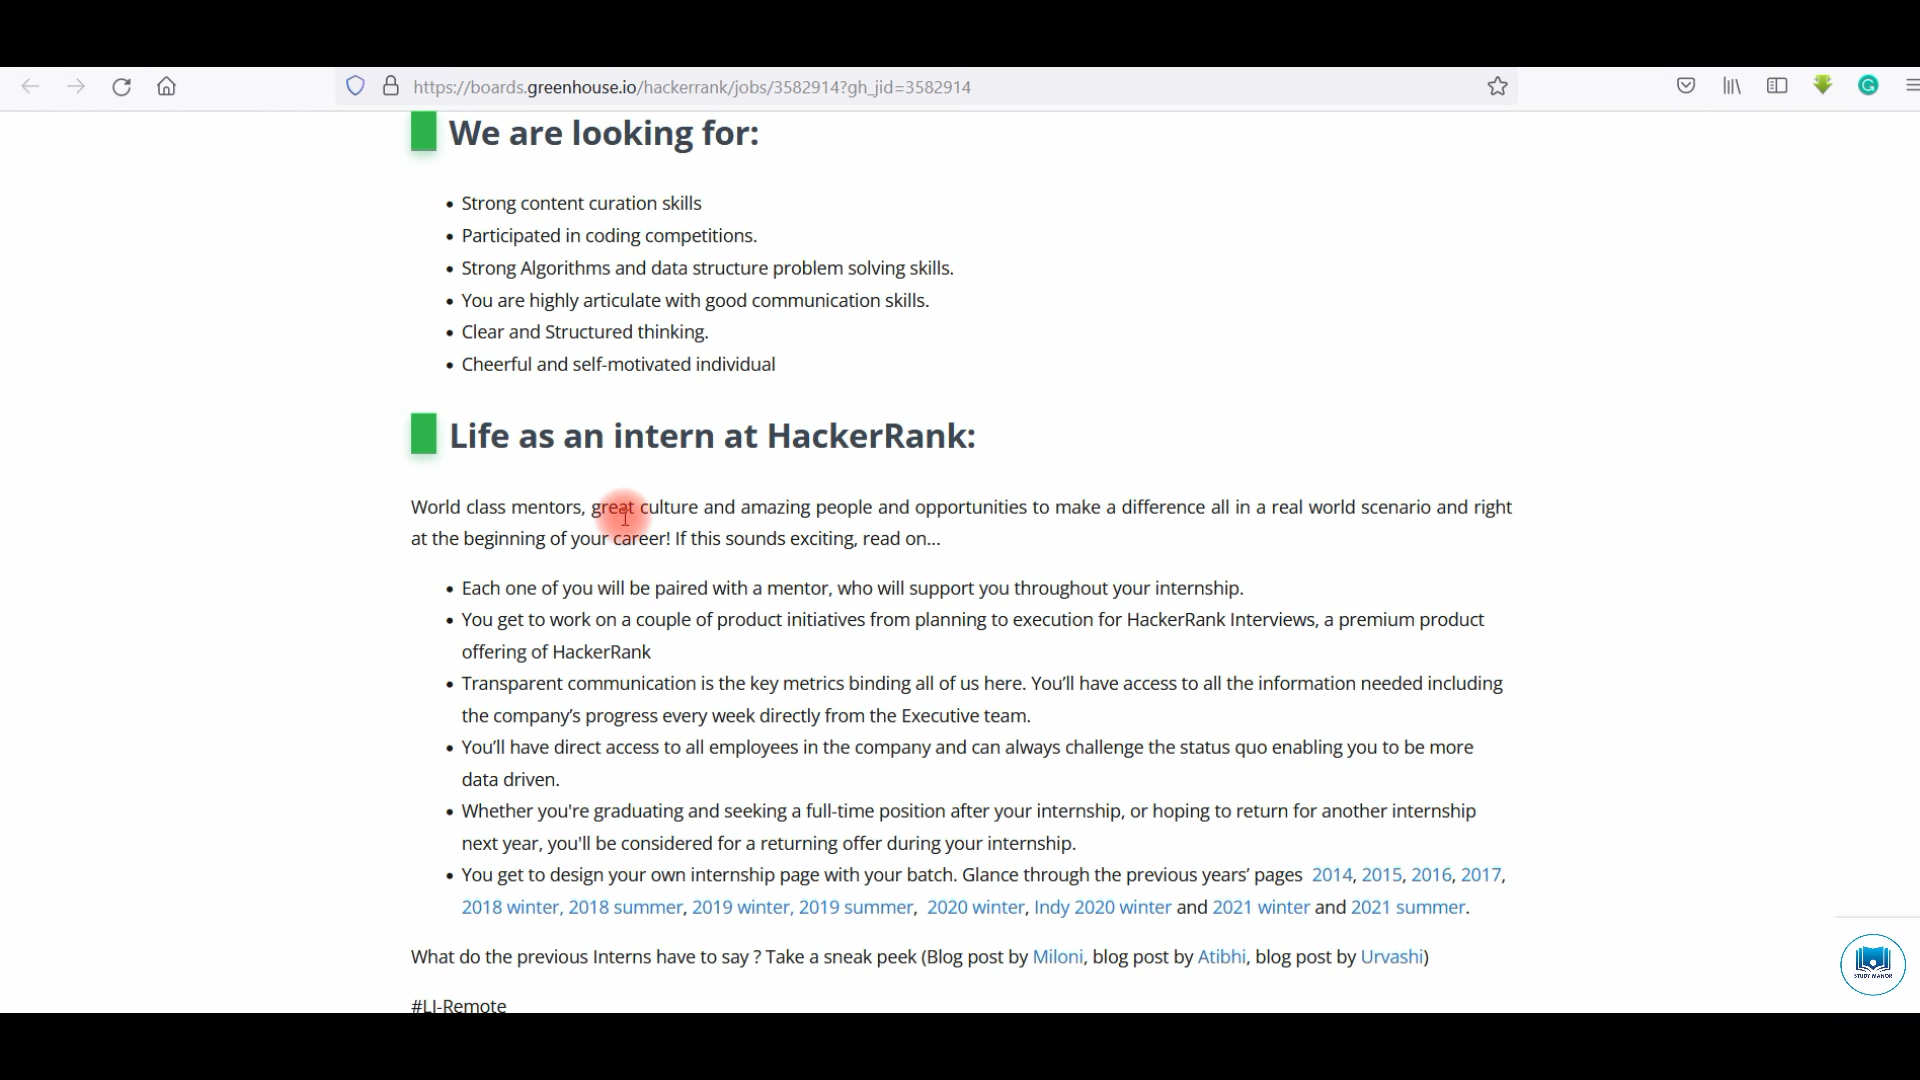 https://boards.greenhouse.io/hackerrank/jobs/3582914?gh_jid=3582914
We are looking for:
• Strong content curation skills
• Participated in coding competitions.
• Strong Algorithms and data structure problem solving skills.
• You are highly articulate with good communication skills.
• Clear and Structured thinking.
• Cheerful and self-motivated individual
Life as an intern at HackerRank:
World class mentors, great culture and amazing people and opportunities to make a difference all in a real world scenario and right
at the beginning of your career! If this sounds exciting, read on...
• Each one of you will be paired with a mentor, who will support you throughout your internship.
• You get to work on a couple of product initiatives from planning to execution for HackerRank Interviews, a premium product
offering of HackerRank
• Transparent communication is the key metrics binding all of us here. You’ll have access to all the information needed including
the company’s progress every week directly from the Executive team.
• You’ll have direct access to all employees in the company and can always challenge the status quo enabling you to be more
data driven.
• Whether you're graduating and seeking a full-time position after your internship, or hoping to return for another internship
next year, you'll be considered for a returning offer during your internship.
• You get to design your own internship page with your batch. Glance through the previous years’ pages 2014, 2015, 2016, 2017,
2018 winter, 2018 summer, 2019 winter, 2019 summer, 2020 winter, Indy 2020 winter and 2021 winter and 2021 summer.
What do the previous Interns have to say ? Take a sneak peek (Blog post by Miloni, blog post by Atibhi, blog post by Urvashi)
#LI-Remote
STUDY MANOR